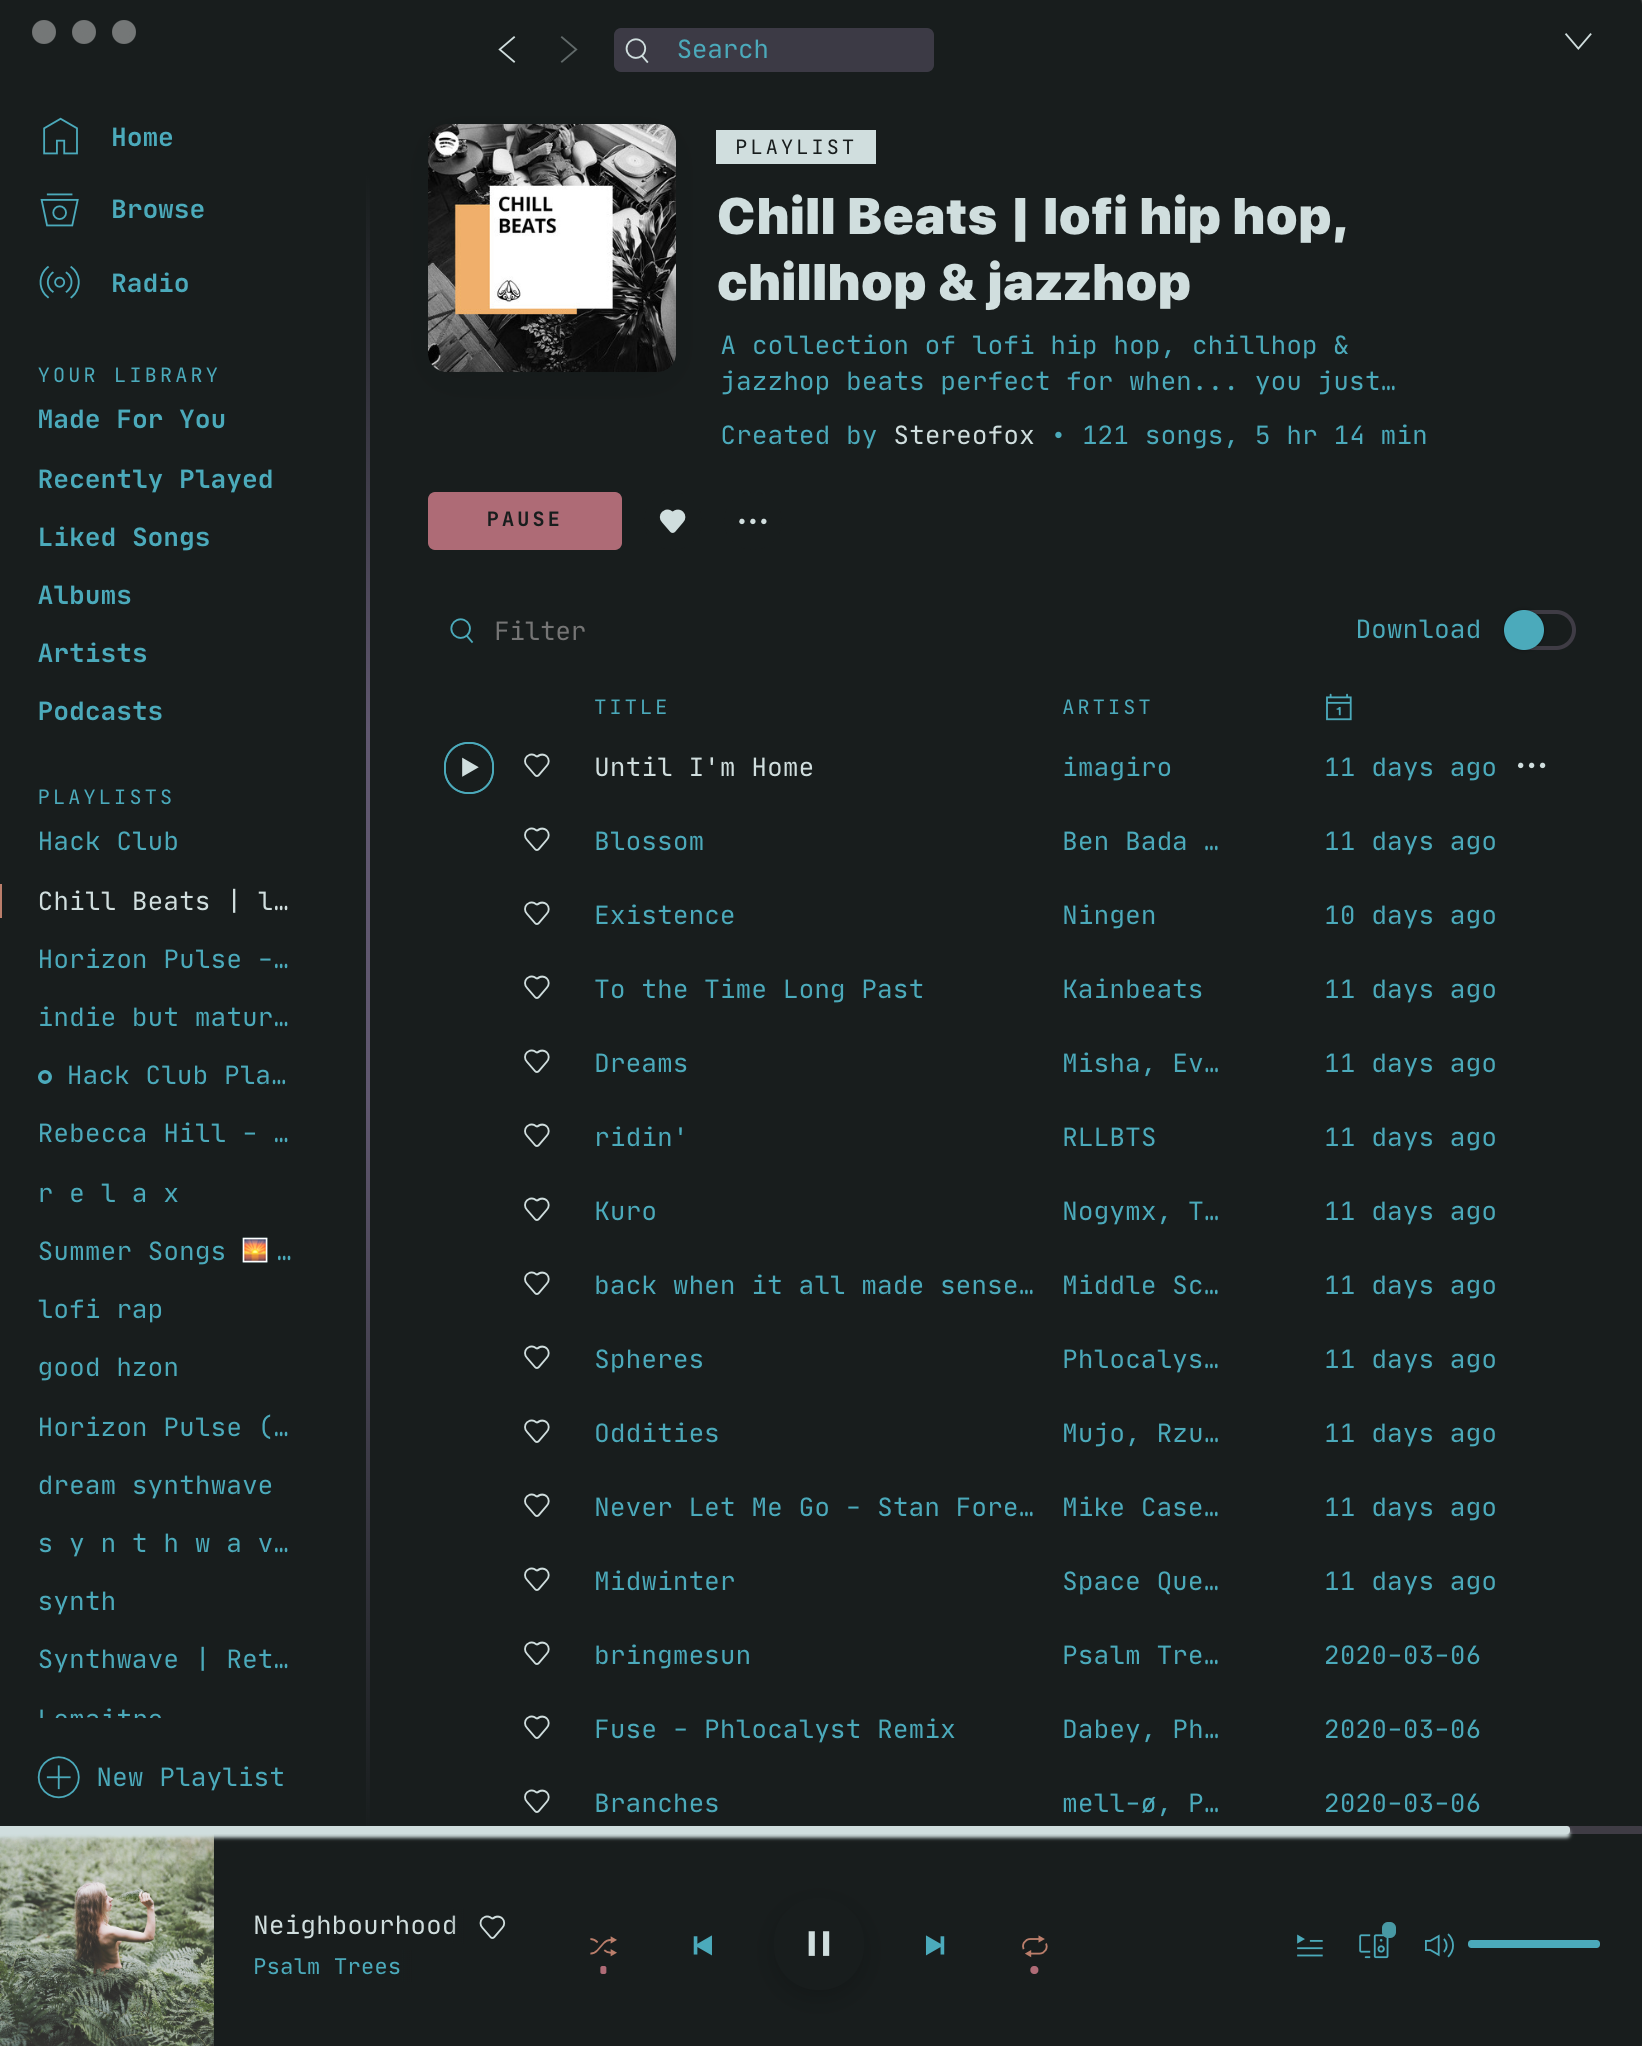 Search
Home
Browse
Radio
YOUR LIBRARY
Made For You
Recently Played
Liked Songs
Albums
Artists
Podcasts
PLAYLISTS
Hack Club
Chill Beats | l…
Horizon Pulse -…
indie but matur…
Hack Club Pla…
Rebecca Hill - …
r e l a x
Summer Songs 🌅 …
lofi rap
good hzon
Horizon Pulse (…
dream synthwave
s y n t h w a v…
synth
Synthwave | Ret…
New Playlist
CHILL
BEATS
PLAYLIST
Chill Beats | lofi hip hop,
chillhop & jazzhop
A collection of lofi hip hop, chillhop &
jazzhop beats perfect for when... you just…
Created by Stereofox • 121 songs, 5 hr 14 min
PAUSE
Filter
Download
TITLE ARTIST 1
Until I'm Home imagiro 11 days ago
Blossom Ben Bada … 11 days ago
Existence Ningen 10 days ago
To the Time Long Past Kainbeats 11 days ago
Dreams Misha, Ev… 11 days ago
ridin' RLLBTS 11 days ago
Kuro Nogymx, T… 11 days ago
back when it all made sense… Middle Sc… 11 days ago
Spheres Phlocalys… 11 days ago
Oddities Mujo, Rzu… 11 days ago
Never Let Me Go - Stan Fore… Mike Case… 11 days ago
Midwinter Space Que… 11 days ago
bringmesun Psalm Tre… 2020-03-06
Fuse - Phlocalyst Remix Dabey, Ph… 2020-03-06
Branches mell-ø, P… 2020-03-06
Neighbourhood
Psalm Trees